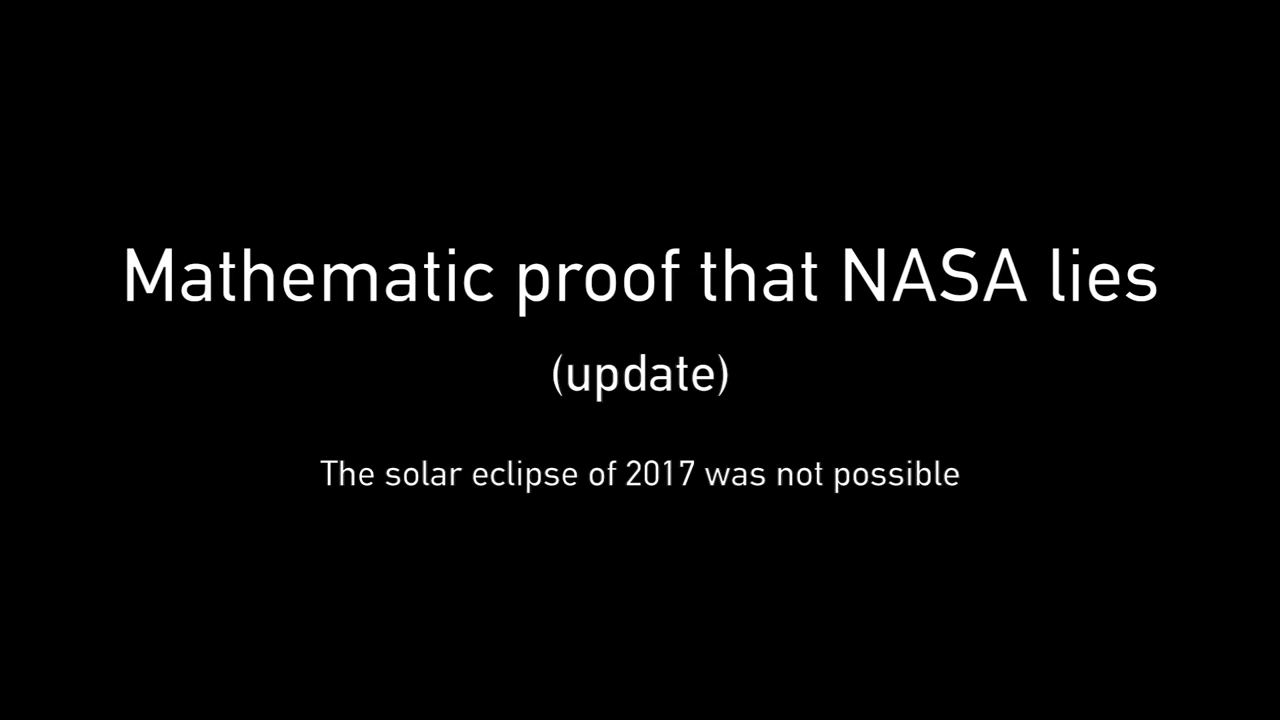 Mathematic proof that NASA lies
(update)
The solar eclipse of 2017 was not possible